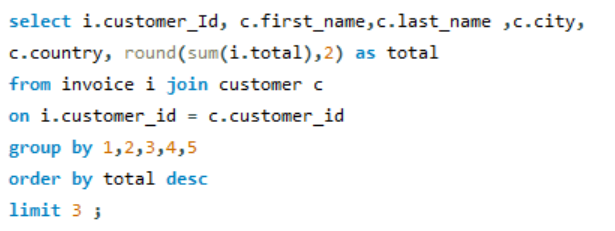 select i.customer_Id, c.first_name,c.last_name ,c.city,
c.country, round(sum(i.total),2) as total
from invoice i join customer c
on i.customer_id = c.customer_id
group by 1,2,3,4,5
order by total desc
limit 3 ;